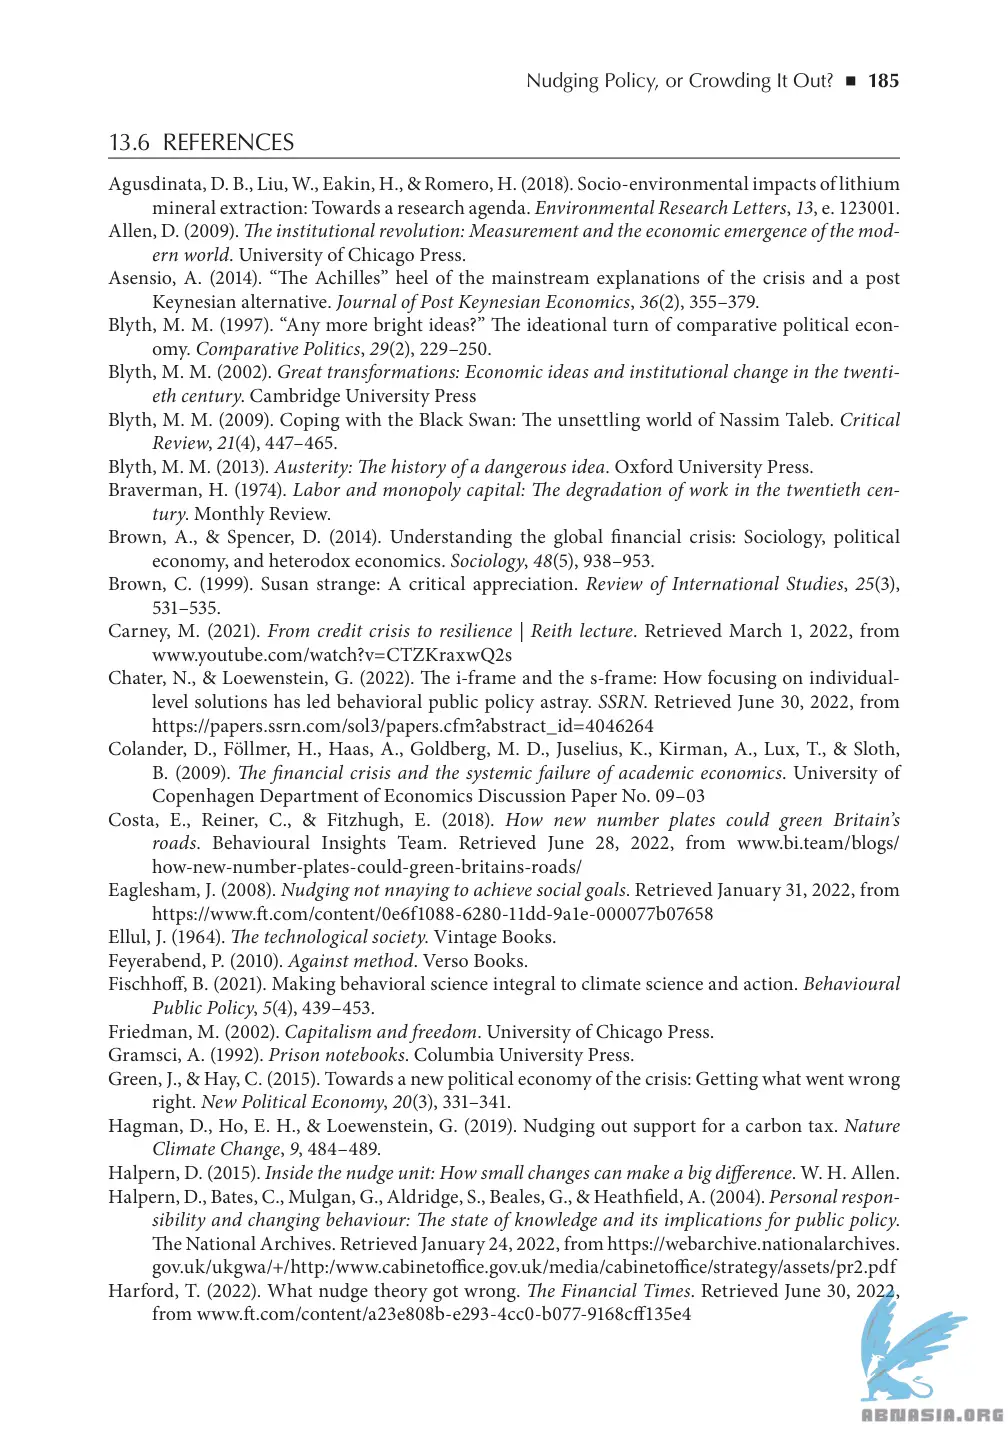 Nudging Policy, or Crowding It Out? ■ 185
13.6 REFERENCES
Agusdinata, D. B., Liu, W., Eakin, H., & Romero, H. (2018). Socio-environmental impacts of lithium
mineral extraction: Towards a research agenda. Environmental Research Letters, 13, e. 123001.
Allen, D. (2009). The institutional revolution: Measurement and the economic emergence of the mod-
ern world. University of Chicago Press.
Asensio, A. (2014). “The Achilles” heel of the mainstream explanations of the crisis and a post
Keynesian alternative. Journal of Post Keynesian Economics, 36(2), 355–379.
Blyth, M. M. (1997). “Any more bright ideas?” The ideational turn of comparative political econ-
omy. Comparative Politics, 29(2), 229–250.
Blyth, M. M. (2002). Great transformations: Economic ideas and institutional change in the twenti-
eth century. Cambridge University Press
Blyth, M. M. (2009). Coping with the Black Swan: The unsettling world of Nassim Taleb. Critical
Review, 21(4), 447–465.
Blyth, M. M. (2013). Austerity: The history of a dangerous idea. Oxford University Press.
Braverman, H. (1974). Labor and monopoly capital: The degradation of work in the twentieth cen-
tury. Monthly Review.
Brown, A., & Spencer, D. (2014). Understanding the global financial crisis: Sociology, political
economy, and heterodox economics. Sociology, 48(5), 938–953.
Brown, C. (1999). Susan strange: A critical appreciation. Review of International Studies, 25(3),
531–535.
Carney, M. (2021). From credit crisis to resilience | Reith lecture. Retrieved March 1, 2022, from
www.youtube.com/watch?v=CTZKraxwQ2s
Chater, N., & Loewenstein, G. (2022). The i-frame and the s-frame: How focusing on individual-
level solutions has led behavioral public policy astray. SSRN. Retrieved June 30, 2022, from
https://papers.ssrn.com/sol3/papers.cfm?abstract_id=4046264
Colander, D., Föllmer, H., Haas, A., Goldberg, M. D., Juselius, K., Kirman, A., Lux, T., & Sloth,
B. (2009). The financial crisis and the systemic failure of academic economics. University of
Copenhagen Department of Economics Discussion Paper No. 09–03
Costa, E., Reiner, C., & Fitzhugh, E. (2018). How new number plates could green Britain’s
roads. Behavioural Insights Team. Retrieved June 28, 2022, from www.bi.team/blogs/
how-new-number-plates-could-green-britains-roads/
Eaglesham, J. (2008). Nudging not nnaying to achieve social goals. Retrieved January 31, 2022, from
https://www.ft.com/content/0e6f1088-6280-11dd-9a1e-000077b07658
Ellul, J. (1964). The technological society. Vintage Books.
Feyerabend, P. (2010). Against method. Verso Books.
Fischhoff, B. (2021). Making behavioral science integral to climate science and action. Behavioural
Public Policy, 5(4), 439–453.
Friedman, M. (2002). Capitalism and freedom. University of Chicago Press.
Gramsci, A. (1992). Prison notebooks. Columbia University Press.
Green, J., & Hay, C. (2015). Towards a new political economy of the crisis: Getting what went wrong
right. New Political Economy, 20(3), 331–341.
Hagman, D., Ho, E. H., & Loewenstein, G. (2019). Nudging out support for a carbon tax. Nature
Climate Change, 9, 484–489.
Halpern, D. (2015). Inside the nudge unit: How small changes can make a big difference. W. H. Allen.
Halpern, D., Bates, C., Mulgan, G., Aldridge, S., Beales, G., & Heathfield, A. (2004). Personal respon-
sibility and changing behaviour: The state of knowledge and its implications for public policy.
The National Archives. Retrieved January 24, 2022, from https://webarchive.nationalarchives.
gov.uk/ukgwa/+/http:/www.cabinetoffice.gov.uk/media/cabinetoffice/strategy/assets/pr2.pdf
Harford, T. (2022). What nudge theory got wrong. The Financial Times. Retrieved June 30, 2022,
from www.ft.com/content/a23e808b-e293-4cc0-b077-9168cff135e4
ABNASIA.ORG